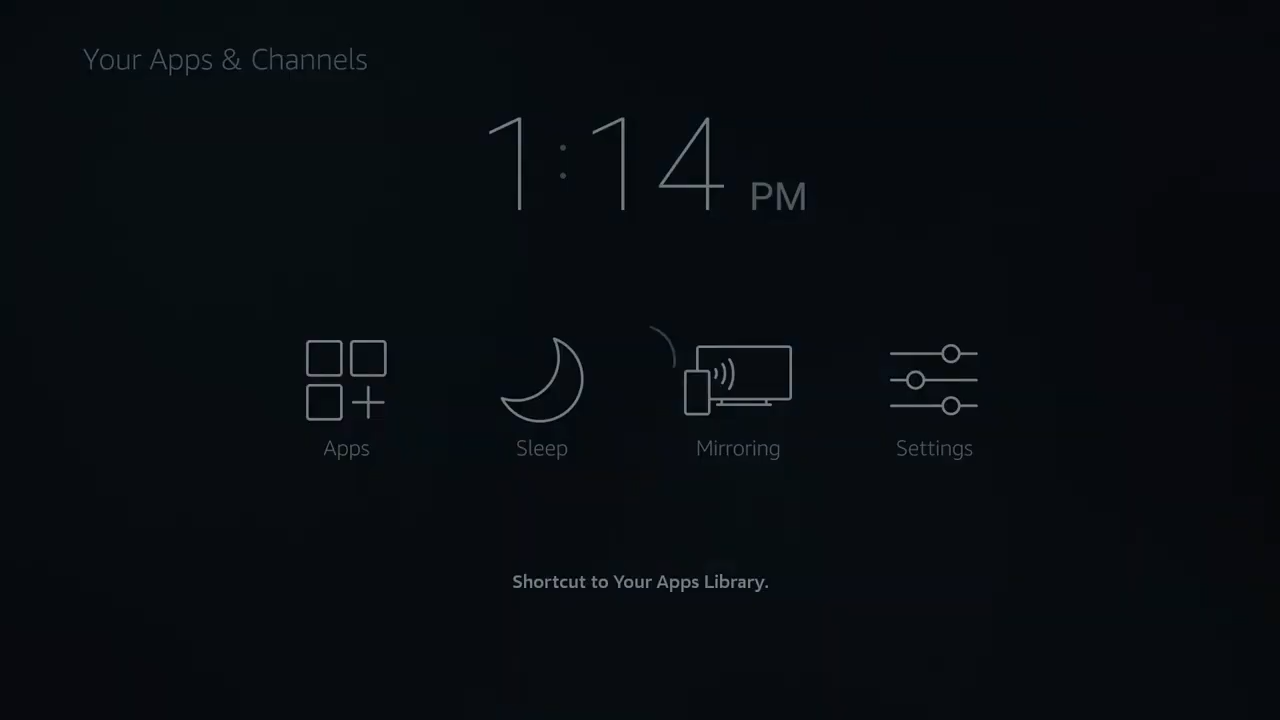 Your Apps & Channels
1:14 PM
Apps
Sleep
Mirroring
Settings
Shortcut to Your Apps Library.